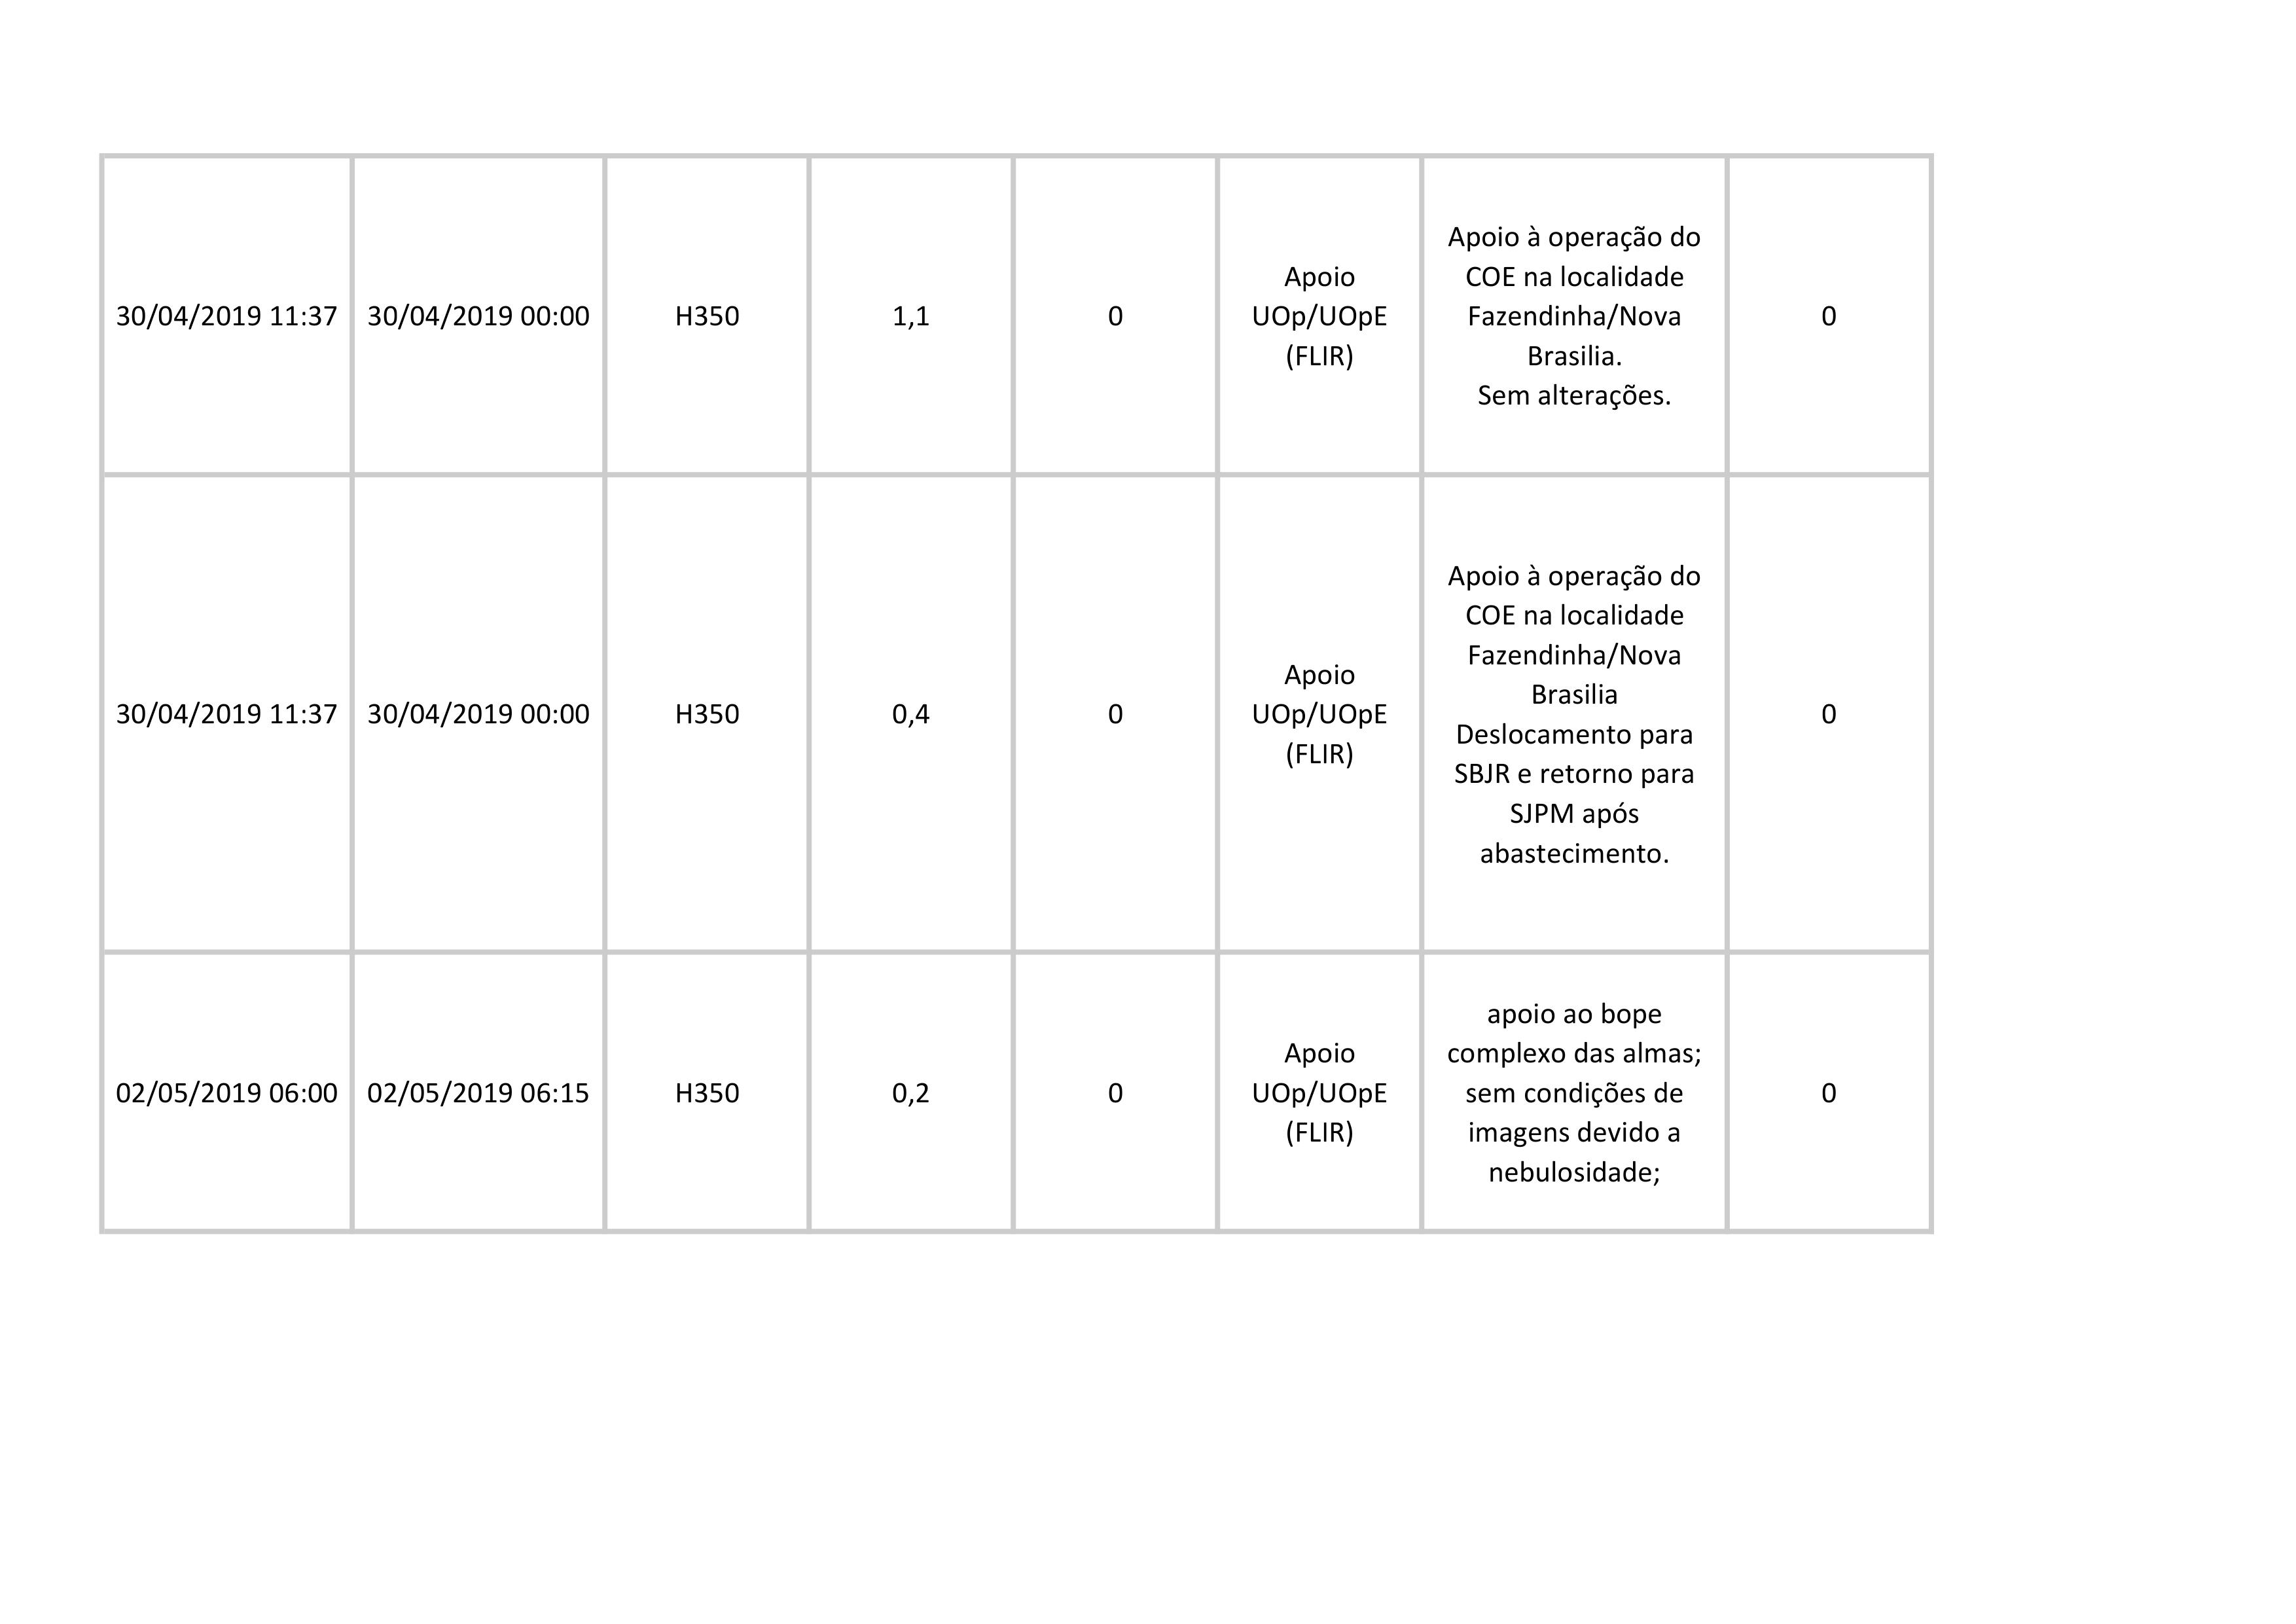 30/04/2019 11:37
30/04/2019 00:00
H350
1,1
0
Apoio
UOp/UOpE
(FLIR)
Apoio à operação do
COE na localidade
Fazendinha/Nova
Brasilia.
Sem alterações.
0
30/04/2019 11:37
30/04/2019 00:00
H350
0,4
0
Apoio
UOp/UOpE
(FLIR)
Apoio à operação do
COE na localidade
Fazendinha/Nova
Brasilia
Deslocamento para
SBJR e retorno para
SJPM após
abastecimento.
0
02/05/2019 06:00
02/05/2019 06:15
H350
0,2
0
Apoio
UOp/UOpE
(FLIR)
apoio ao bope
complexo das almas;
sem condições de
imagens devido a
nebulosidade;
0